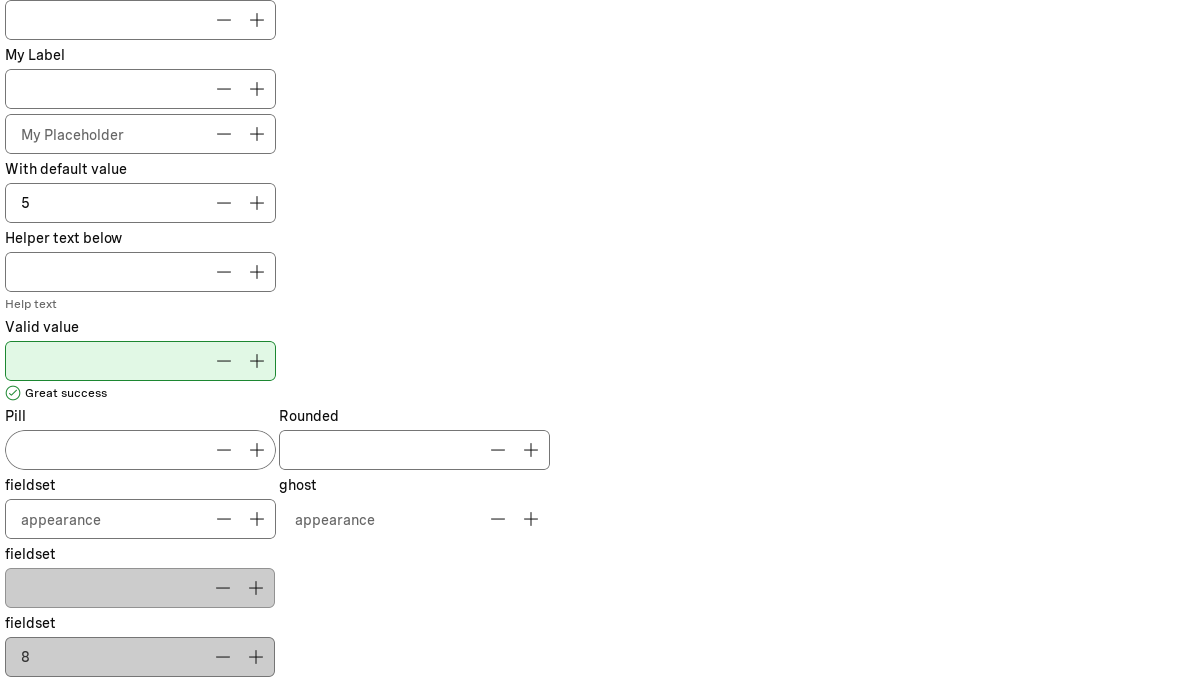 My Label
My Placeholder
With default value
5
Helper text below
Help text
Valid value
Great success
Pill
Rounded
fieldset
ghost
appearance
appearance
fieldset
fieldset
8